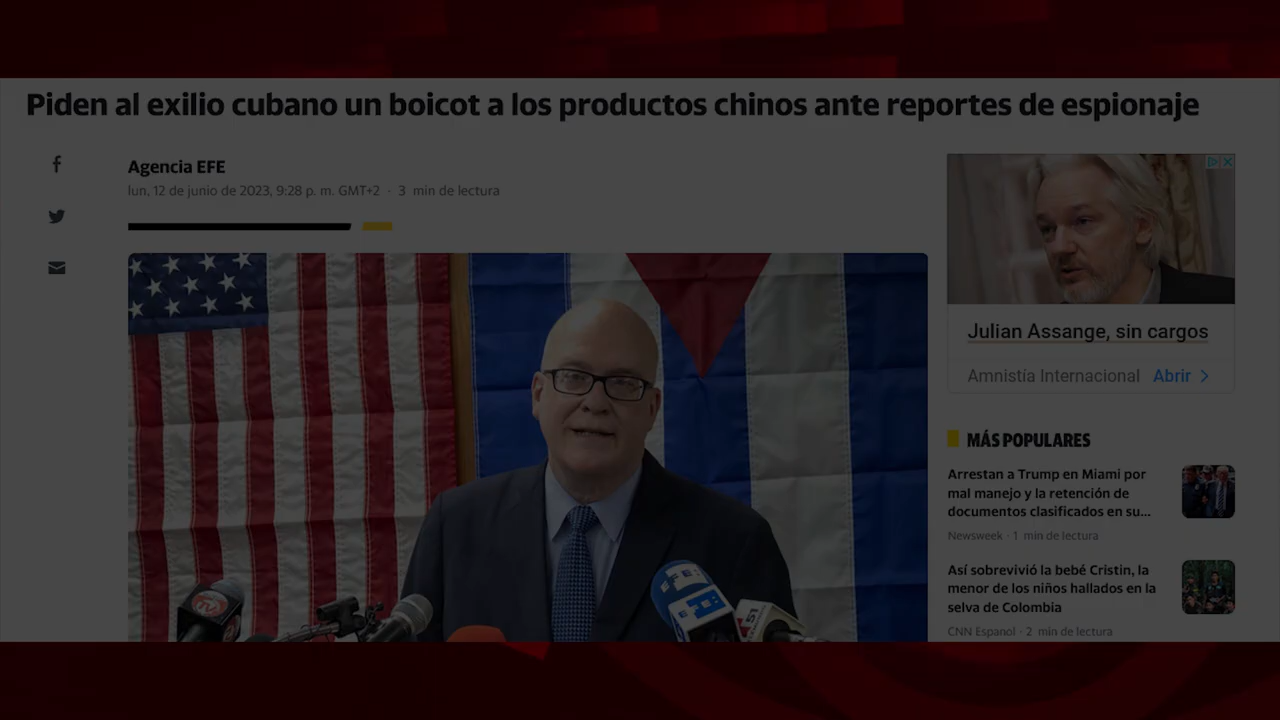 Piden al exilio cubano un boicot a los productos chinos ante reportes de espionaje
Agencia EFE
lun, 12 de junio de 2023, 9:28 p. m. GMT+2 · 3 min de lectura
Julian Assange, sin cargos
Amnistía Internacional Abrir
MÁS POPULARES
Arrestan a Trump en Miami por
mal manejo y la retención de
documentos clasificados en su...
Newsweek · 1 min de lectura
Así sobrevivió la bebé Cristin, la
menor de los niños hallados en la
selva de Colombia
CNN Espanol · 2 min de lectura
EFE:
EFE:
51